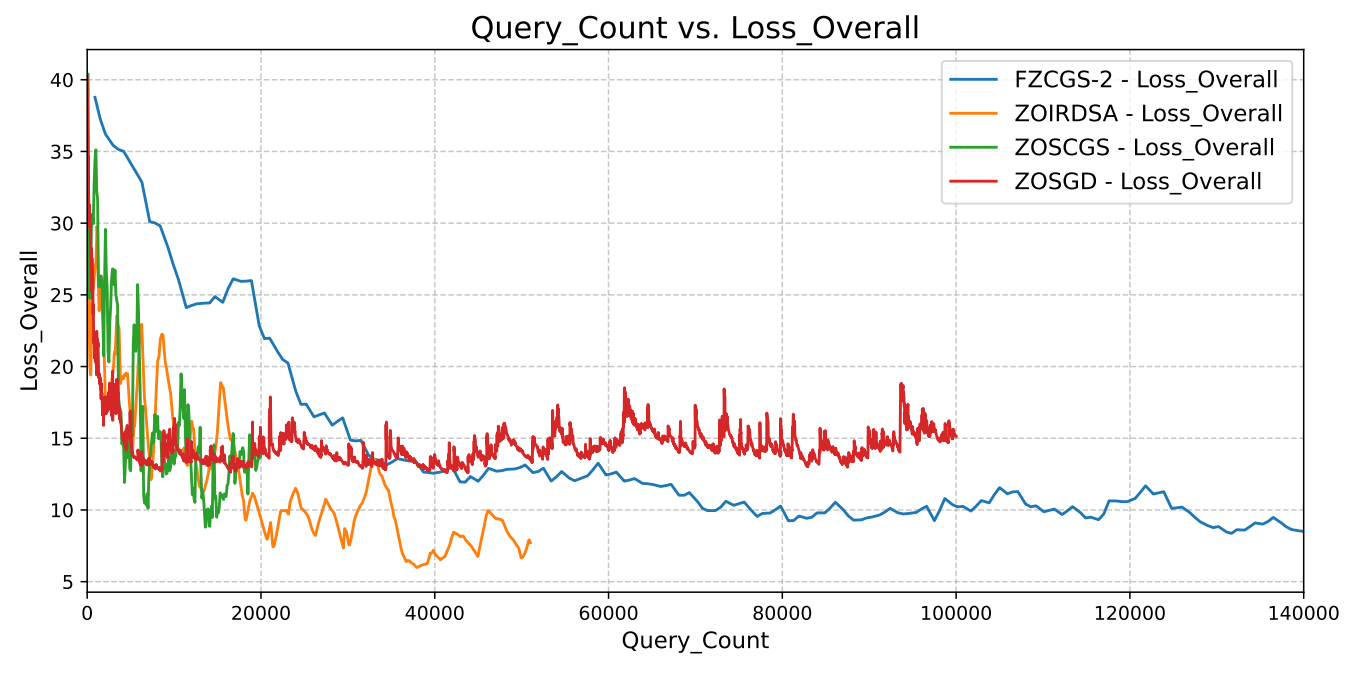 Query_Count vs. Loss_Overall
Loss_Overall
40
35
30
25
20
15
10
5
FZCGS-2 - Loss_Overall
ZOIRDSA - Loss_Overall
ZOSCGS - Loss_Overall
ZOSGD - Loss_Overall
0 20000 40000 60000 80000 100000 120000 140000
Query_Count